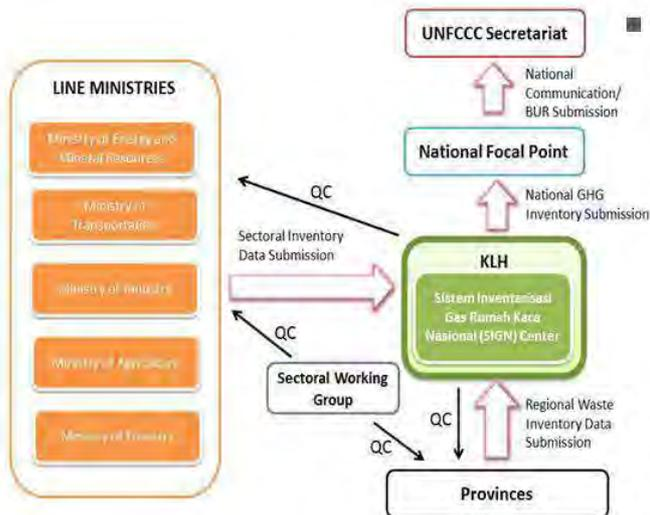 LINE MINISTRIES
Ministry of Energy and
Mineral Resources
Ministry of
Transportation
Ministry of Industry
Ministry of Agriculture
Ministry of Forestry
UNFCCC Secretariat
National
Communication/
BUR Submission
National Focal Point
National GHG
Inventory Submission
QC
Sectoral Inventory
Data Submission
KLH
Sistem Inventarisasi
Gas Rumah Kaca
Nasional (SIGN) Center
QC
Sectoral Working
Group
QC
QC
Regional Waste
Inventory Data
Submission
Provinces